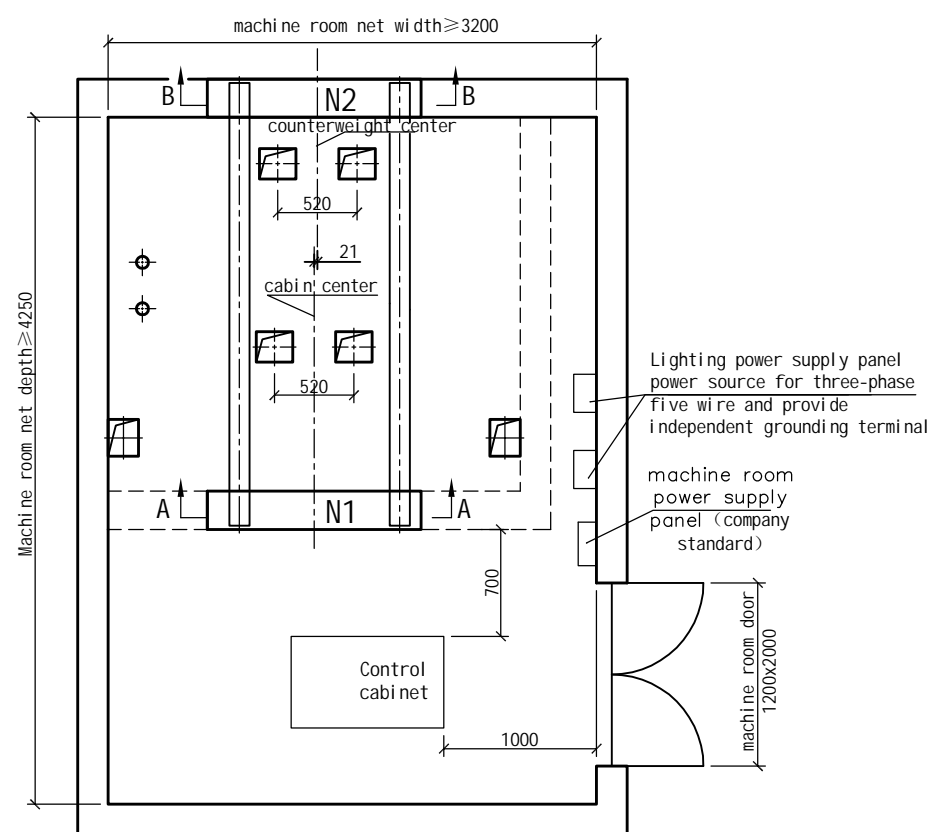 machine room net width≥3200
B
N2
B
counterweight center
520
21
cabin center
520
Machine room net depth≥4250
Lighting power supply panel
power source for three-phase
five wire and provide
independent grounding terminal
machine room
power supply
panel（company
standard）
A
N1
A
700
Control
cabinet
1000
machine room door
1200x2000